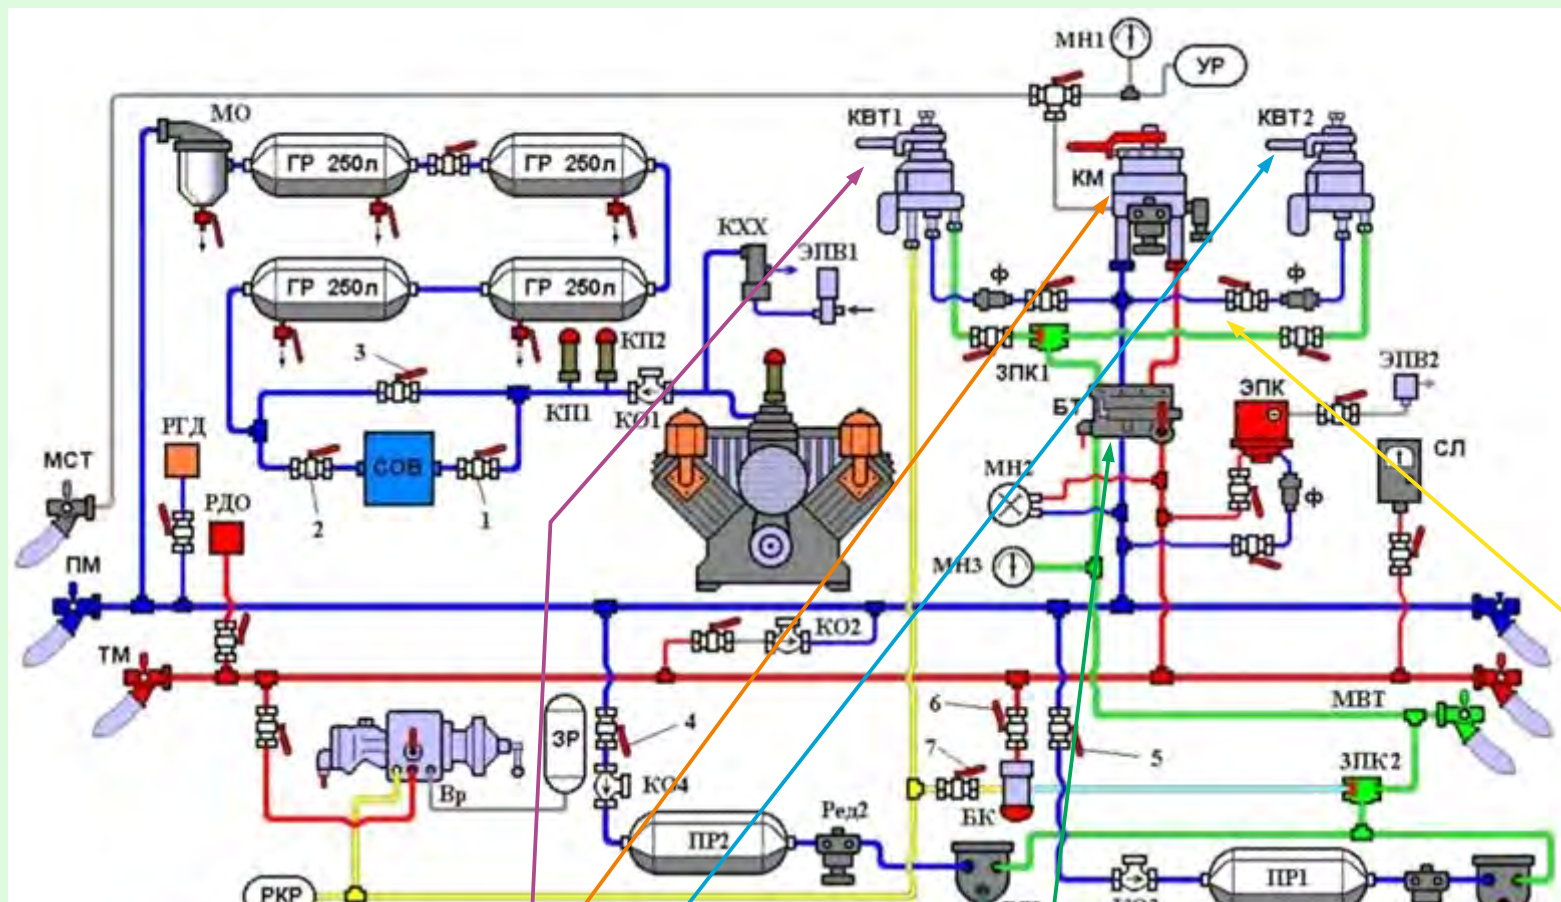 МН1
УР
МО
КВТ1
КВТ2
ГР 250л
ГР 250л
КМ
КХХ
ЭПВ1
ф
ф
ГР 250л
ГР 250л
КП2
3
ЗПК1
ЭПВ2
КП1
КО1
БТ
ЭПК
РГД
МСТ
СОВ
СЛ
МН2
РДО
ф
2
1
ПМ
МН3
КО2
ТМ
6
МВТ
ЗР
4
7
5
ЗПК2
Вр
КО4
БК
Ред2
ПР2
ПР1
РКР